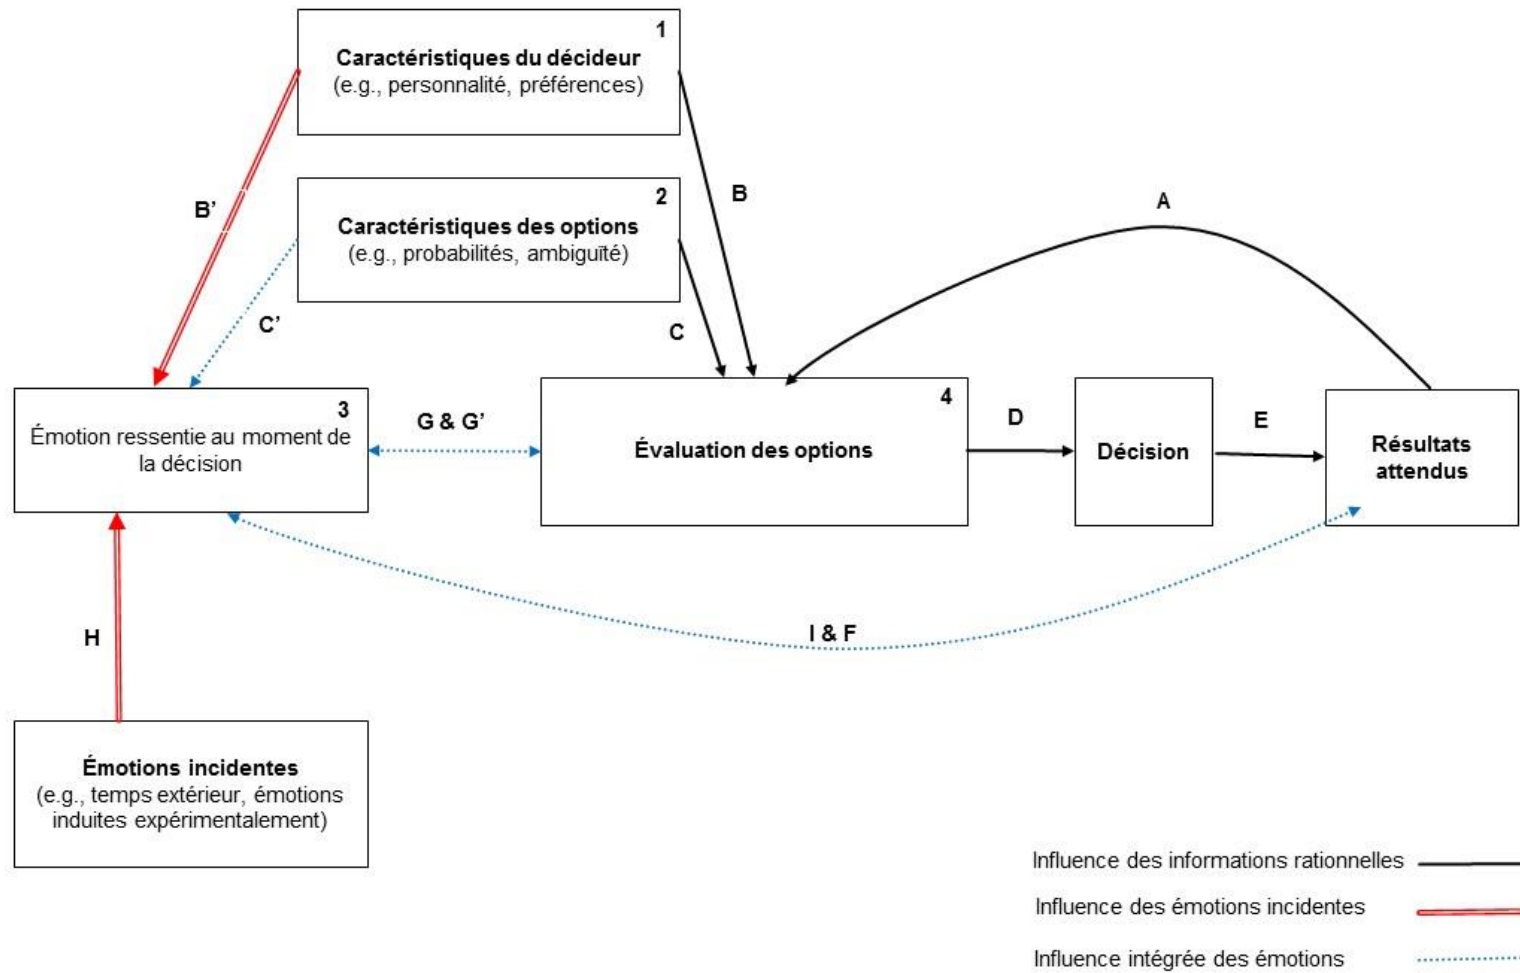 1
Caractéristiques du décideur
(e.g., personnalité, préférences)
2
Caractéristiques des options
(e.g., probabilités, ambiguïté)
B'
B
A
C'
C
3
Émotion ressentie au moment de
la décision
G & G'
4
Évaluation des options
D
Décision
E
Résultats
attendus
I & F
H
Émotions incidentes
(e.g., temps extérieur, émotions
induites expérimentalement)
Influence des informations rationnelles
Influence des émotions incidentes
Influence intégrée des émotions